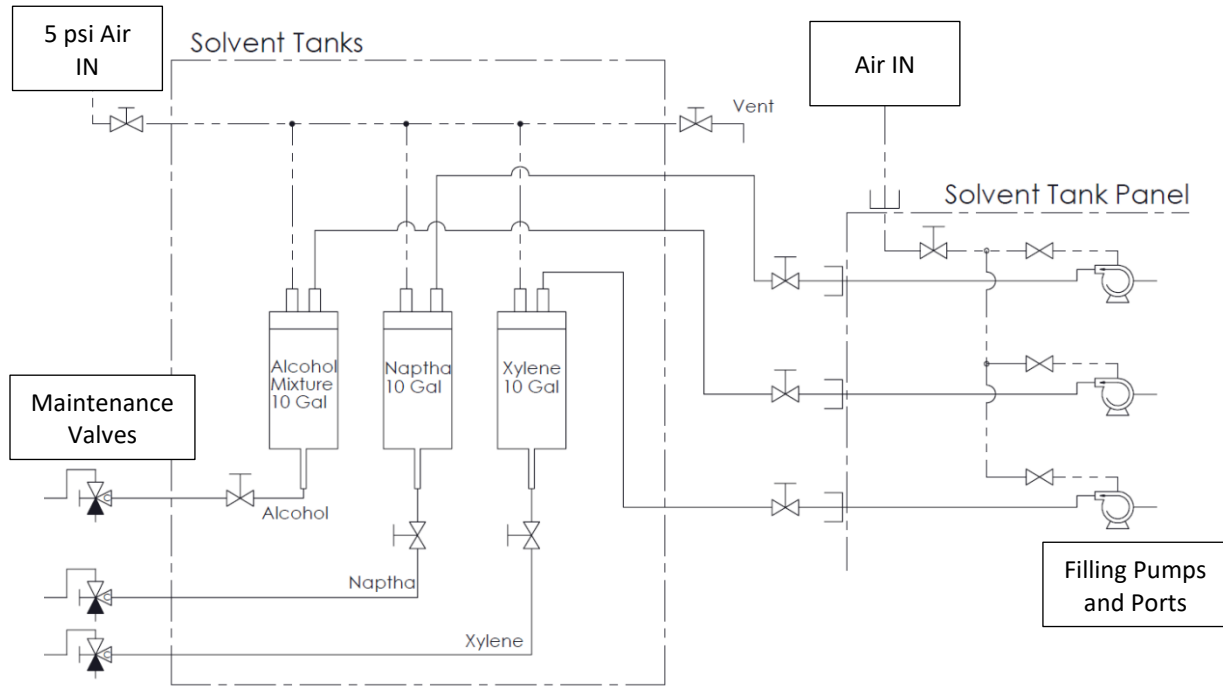 5 psi Air
IN
Solvent Tanks
Air IN
Vent
Solvent Tank Panel
Alcohol
Mixture
10 Gal
Naptha
10 Gal
Xylene
10 Gal
Maintenance
Valves
Alcohol
Naptha
Xylene
Filling Pumps
and Ports